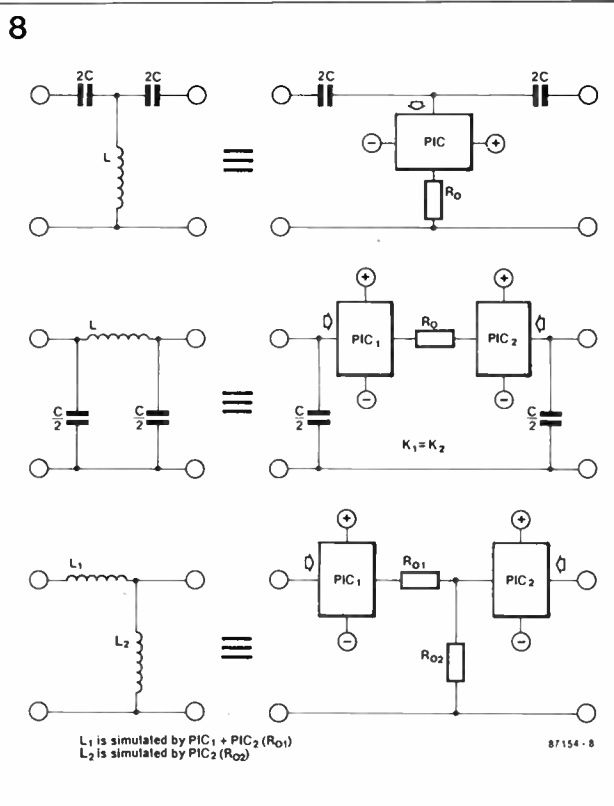 8
2C 2C
L
2C 2C
PIC
− +
R₀
L
C/2 C/2
+ +
PIC₁ R₀ PIC₂
− −
C/2 C/2
K₁ = K₂
L₁
L₂
+ +
PIC₁ R₀₁ PIC₂
− −
R₀₂
L₁ is simulated by PIC₁ + PIC₂ (R₀₁)
L₂ is simulated by PIC₂ (R₀₂)
87154 - 8